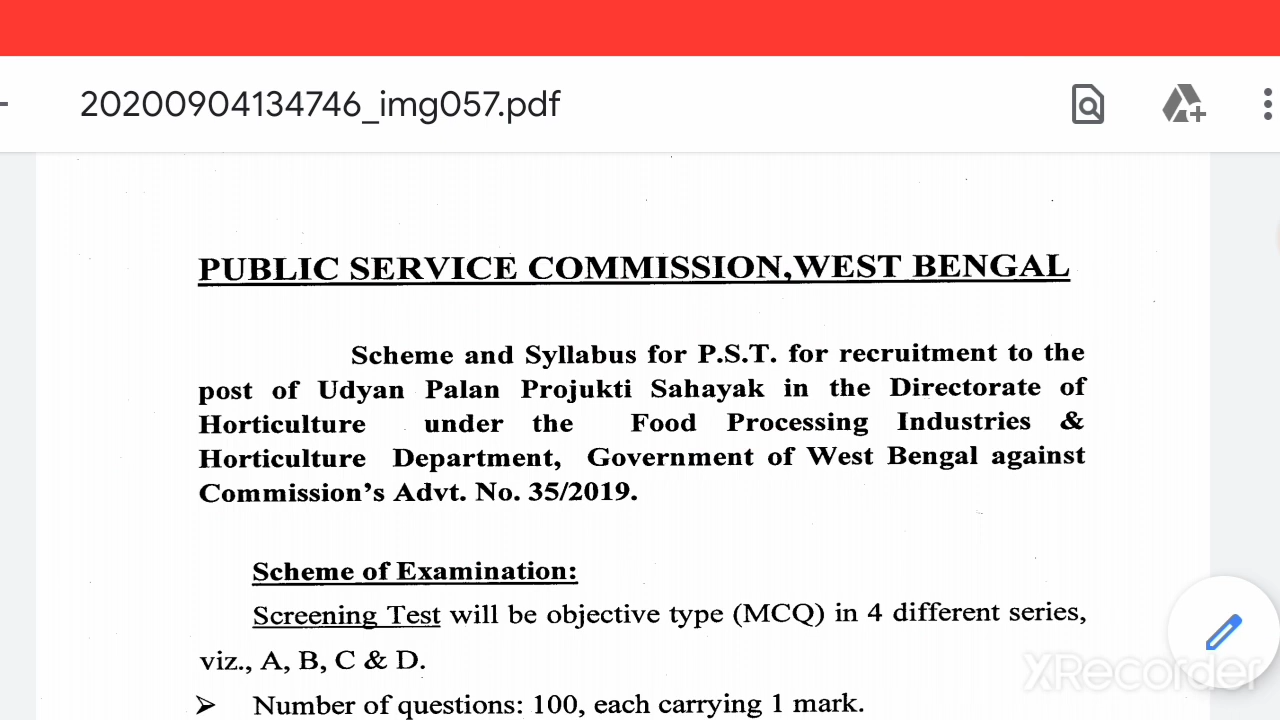 20200904134746_img057.pdf
PUBLIC SERVICE COMMISSION,WEST BENGAL
Scheme and Syllabus for P.S.T. for recruitment to the
post of Udyan Palan Projukti Sahayak in the Directorate of
Horticulture under the Food Processing Industries &
Horticulture Department, Government of West Bengal against
Commission's Advt. No. 35/2019.
Scheme of Examination:
Screening Test will be objective type (MCQ) in 4 different series,
viz., A, B, C & D.
➢ Number of questions: 100, each carrying 1 mark.
XRecorder